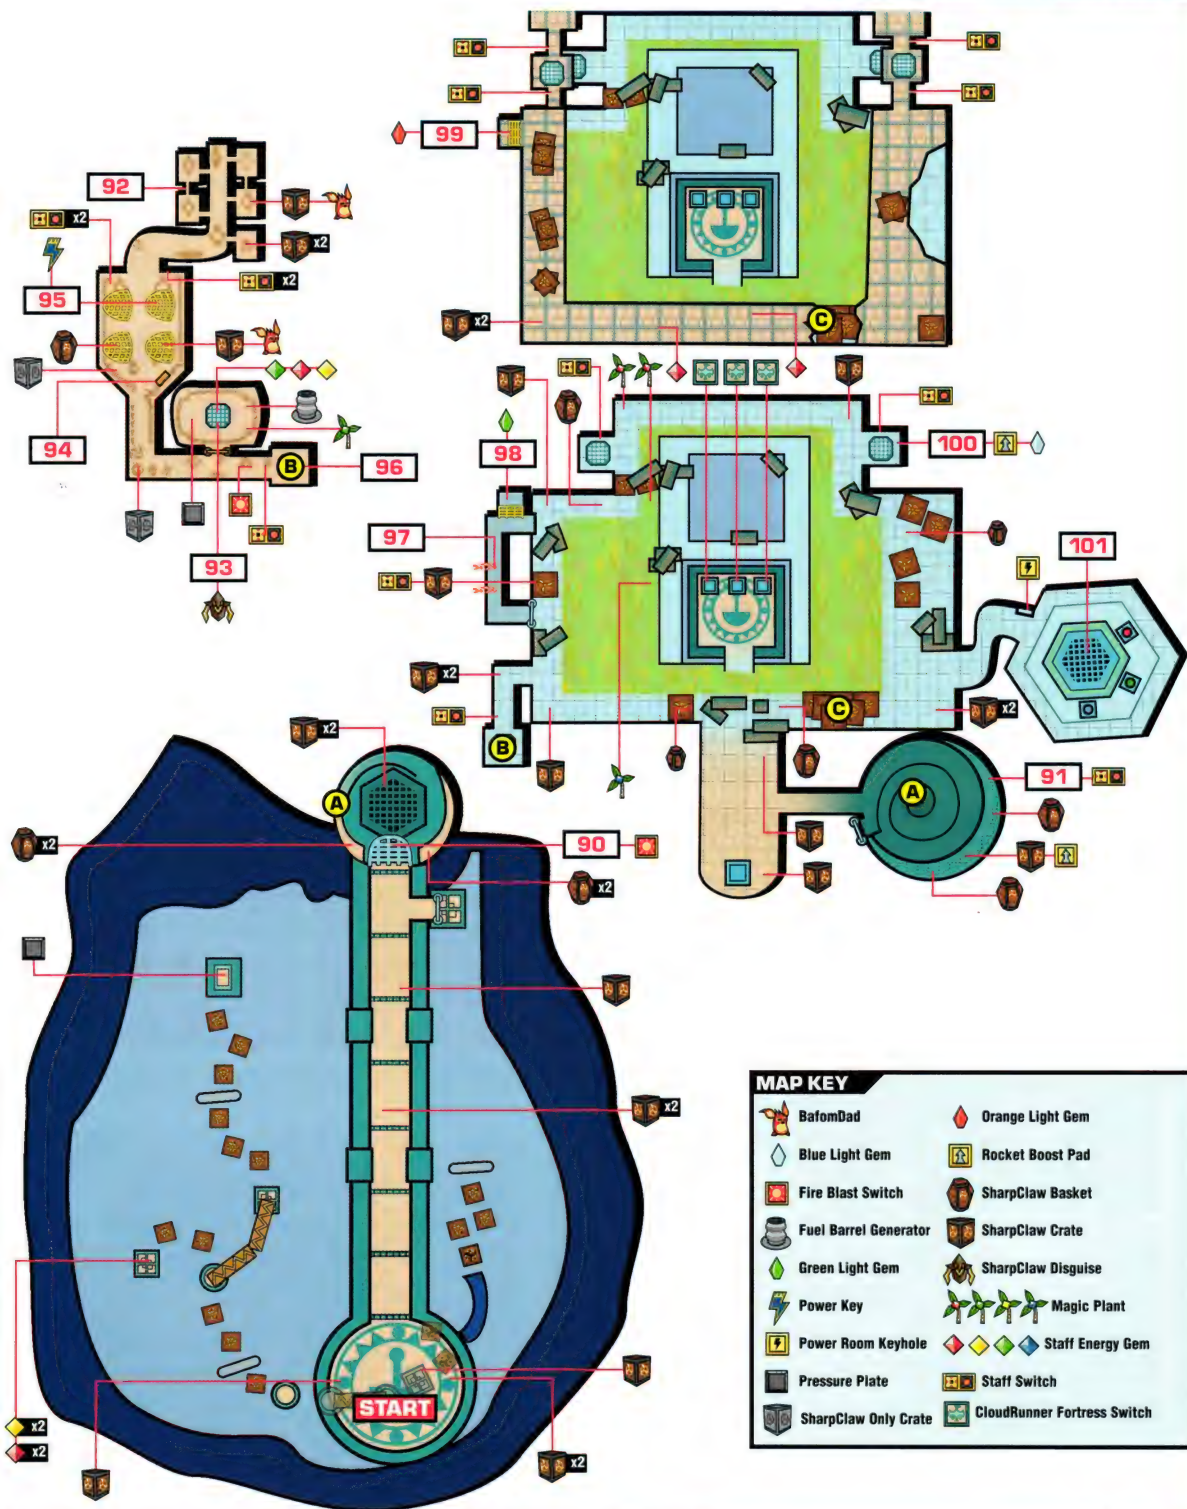 99
92
x2
x2
95
x2
C
x2
94
B
96
93
98
100
97
101
x2
C
x2
B
x2
A
91
A
x2
90
x2
x2
START
x2
x2
x2
MAP KEY
BafomDad
Orange Light Gem
Blue Light Gem
Rocket Boost Pad
Fire Blast Switch
SharpClaw Basket
Fuel Barrel Generator
SharpClaw Crate
Green Light Gem
SharpClaw Disguise
Power Key
Magic Plant
Power Room Keyhole
Staff Energy Gem
Pressure Plate
Staff Switch
SharpClaw Only Crate
CloudRunner Fortress Switch